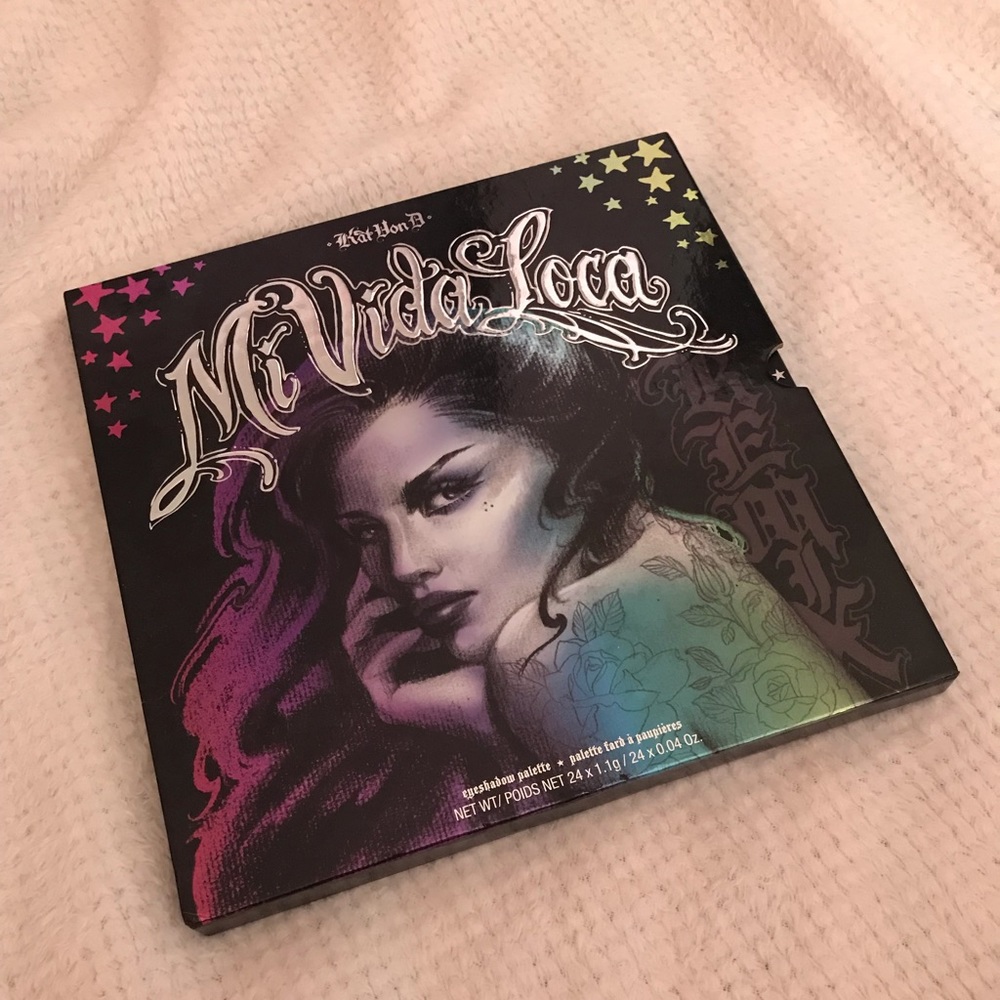 · Kat Von D ·
Mi Vida Loca
REMIX
eyeshadow palette ★ palette fard à paupières
NET WT/ POIDS NET 24 x 1.1g / 24 x 0.04 Oz.